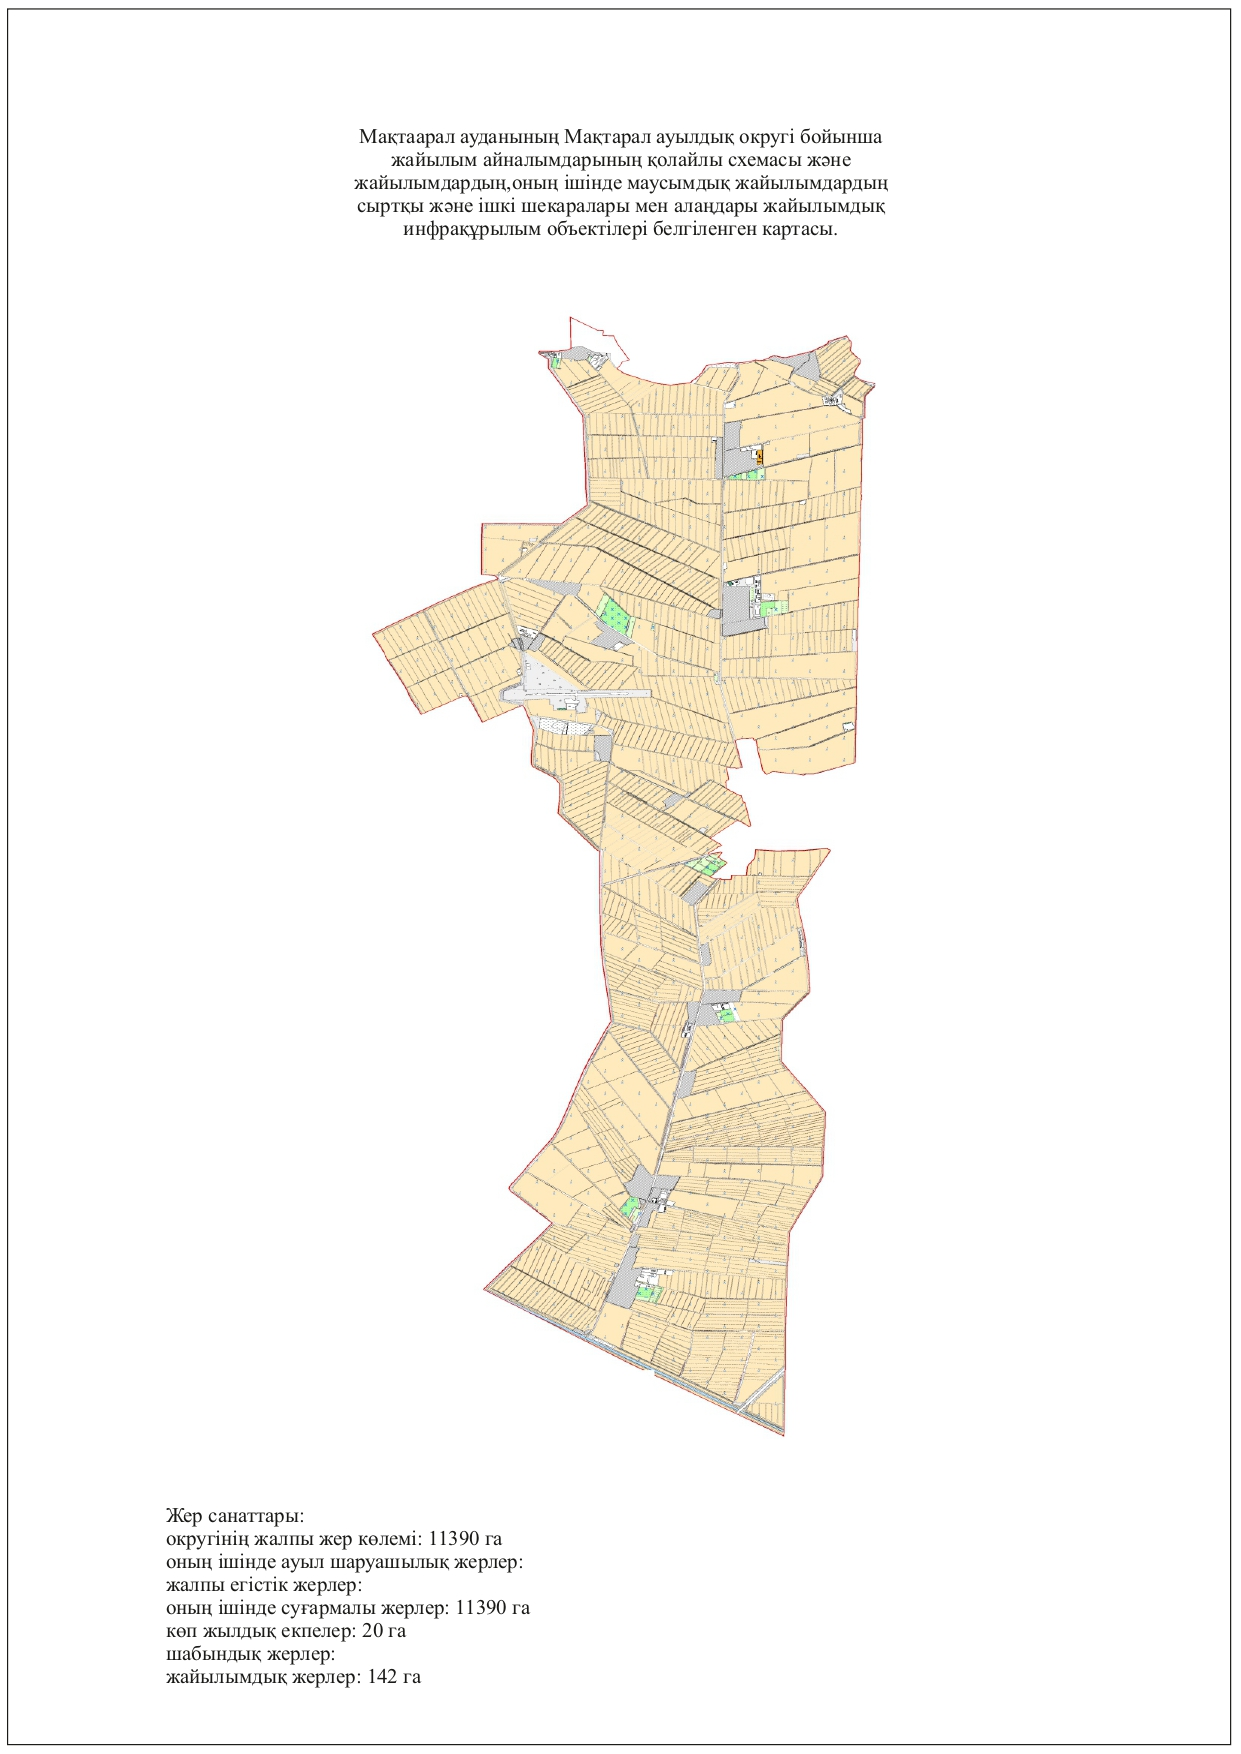 Мақтаарал ауданының Мақтарал ауылдық округі бойынша
жайылым айналымдарының қолайлы схемасы және
жайылымдардың,оның ішінде маусымдық жайылымдардың
сыртқы және ішкі шекаралары мен алаңдары жайылымдық
инфрақұрылым объектілері белгіленген картасы.
Жер санаттары:
округінің жалпы жер көлемі: 11390 га
оның ішінде ауыл шаруашылық жерлер:
жалпы егістік жерлер:
оның ішінде суғармалы жерлер: 11390 га
көп жылдық екпелер: 20 га
шабындық жерлер:
жайылымдық жерлер: 142 га